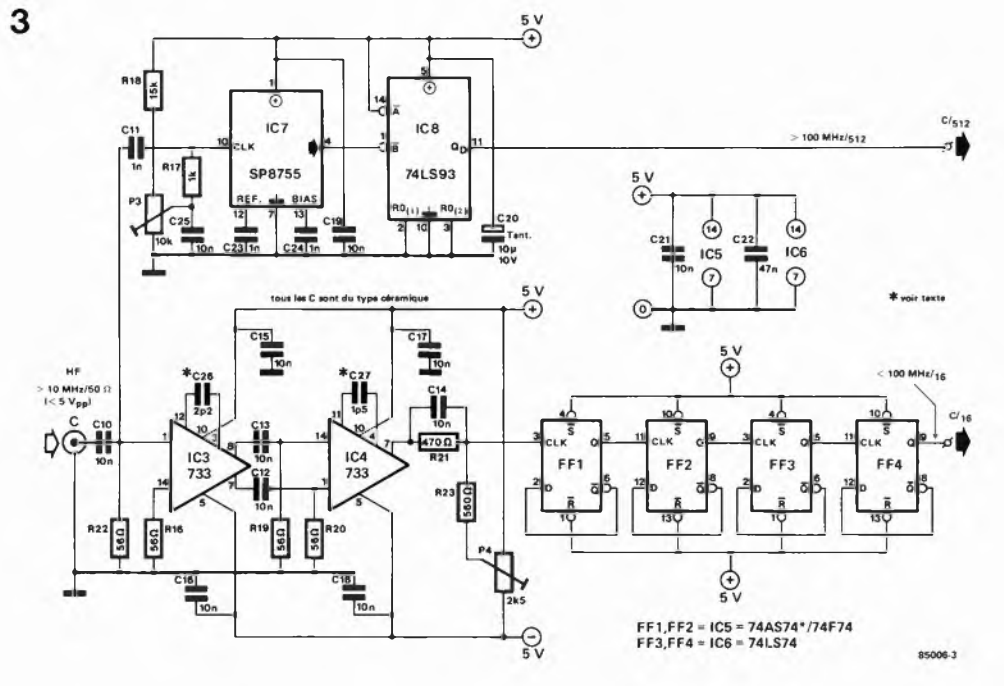 3
5 V
R18
15k
C11
1n
R17
1k
P3
10k
C25
10n
1
10
CLK
IC7
SP8755
4
REF.
BIAS
12
7
13
C23
1n
C24
1n
C19
10n
14
A
1
B
5
IC8
74LS93
QD
11
R0(1)
R0(2)
2
10
3
C20
Tant.
10µ
10V
> 100 MHz/512
C/512
5 V
C21
10n
14
IC5
7
C22
47n
14
IC6
7
0
* voir texte
tous les C sont du type céramique
5 V
HF
> 10 MHz/50 Ω
(< 5 Vpp)
C
C10
10n
R22
56Ω
R16
56Ω
*C26
2p2
12
10
3
1
14
IC3
733
8
7
5
C15
10n
C13
10n
C12
10n
R19
56Ω
R20
56Ω
*C27
1p5
11
10
4
14
1
IC4
733
7
5
C17
10n
C14
10n
470Ω
R21
R23
560Ω
P4
2k5
C16
10n
C18
10n
5 V
5 V
4
S
3
CLK
Q
5
FF1
2
D
Q
6
R
1
10
S
11
CLK
Q
9
FF2
12
D
Q
8
R
13
4
S
3
CLK
Q
5
FF3
2
D
Q
6
R
1
10
S
11
CLK
Q
9
FF4
12
D
Q
8
R
13
< 100 MHz/16
C/16
5 V
FF1,FF2 = IC5 = 74AS74*/74F74
FF3,FF4 = IC6 = 74LS74
85006-3